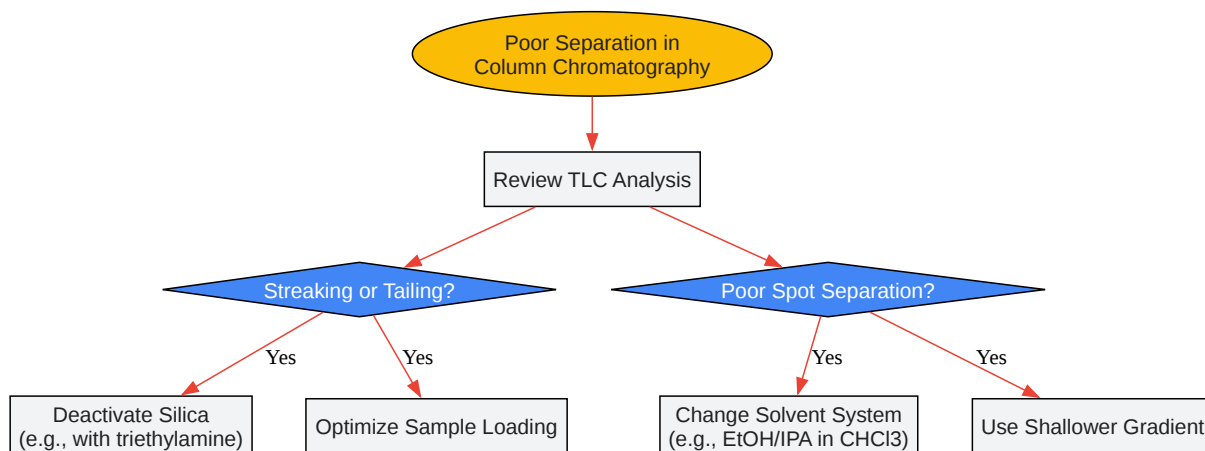 Poor Separation in
Column Chromatography
Review TLC Analysis
Streaking or Tailing?
Poor Spot Separation?
Yes
Yes
Yes
Yes
Deactivate Silica
(e.g., with triethylamine)
Optimize Sample Loading
Change Solvent System
(e.g., EtOH/IPA in CHCl3)
Use Shallower Gradient